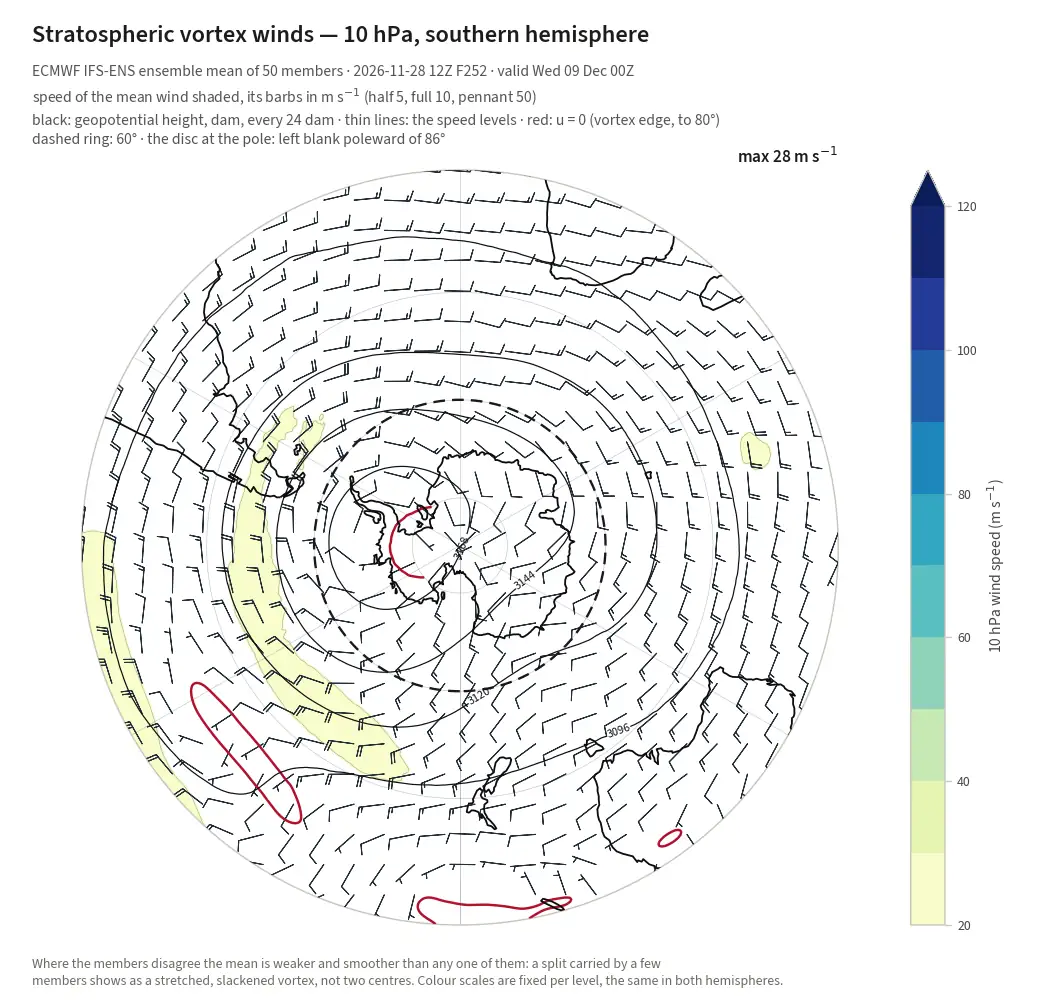 Stratospheric vortex winds — 10 hPa, southern hemisphere
ECMWF IFS-ENS ensemble mean of 50 members · 2026-11-28 12Z F252 · valid Wed 09 Dec 00Z
speed of the mean wind shaded, its barbs in m s⁻¹ (half 5, full 10, pennant 50)
black: geopotential height, dam, every 24 dam · thin lines: the speed levels · red: u = 0 (vortex edge, to 80°)
dashed ring: 60° · the disc at the pole: left blank poleward of 86°
max 28 m s⁻¹
120
100
80
60
40
20
10 hPa wind speed (m s⁻¹)
3144
3120
3096
Where the members disagree the mean is weaker and smoother than any one of them: a split carried by a few
members shows as a stretched, slackened vortex, not two centres. Colour scales are fixed per level, the same in both hemispheres.